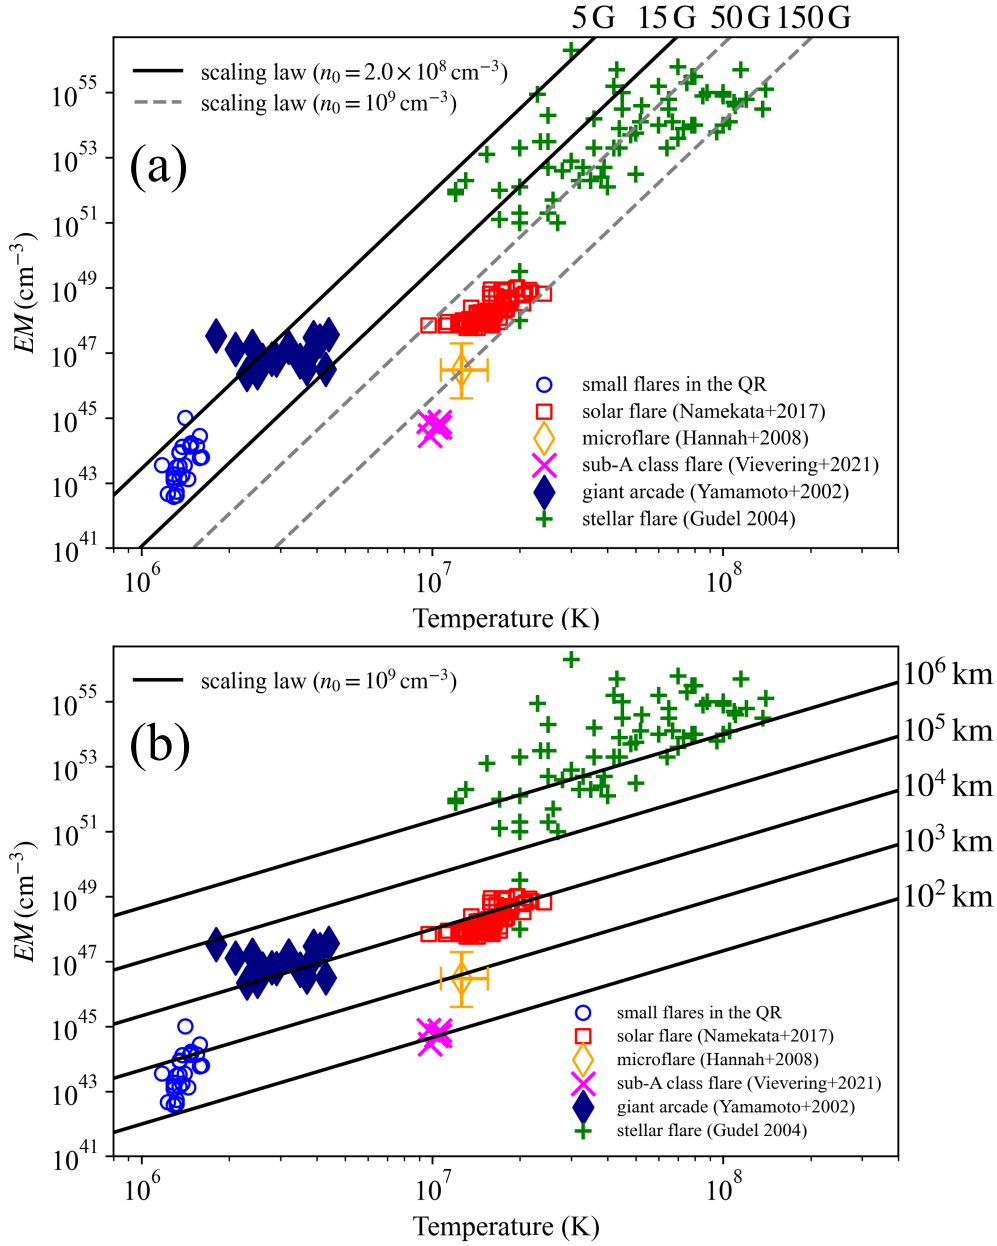 5 G 15 G 50 G 150 G
scaling law (n₀ = 2.0 × 10⁸ cm⁻³)
scaling law (n₀ = 10⁹ cm⁻³)
(a)
EM (cm⁻³)
10⁵⁵
10⁵³
10⁵¹
10⁴⁹
10⁴⁷
10⁴⁵
10⁴³
10⁴¹
small flares in the QR
solar flare (Namekata+2017)
microflare (Hannah+2008)
sub-A class flare (Vievering+2021)
giant arcade (Yamamoto+2002)
stellar flare (Gudel 2004)
10⁶ 10⁷ 10⁸
Temperature (K)
scaling law (n₀ = 10⁹ cm⁻³)
(b)
10⁶ km
10⁵ km
10⁴ km
10³ km
10² km
EM (cm⁻³)
10⁵⁵
10⁵³
10⁵¹
10⁴⁹
10⁴⁷
10⁴⁵
10⁴³
10⁴¹
small flares in the QR
solar flare (Namekata+2017)
microflare (Hannah+2008)
sub-A class flare (Vievering+2021)
giant arcade (Yamamoto+2002)
stellar flare (Gudel 2004)
10⁶ 10⁷ 10⁸
Temperature (K)